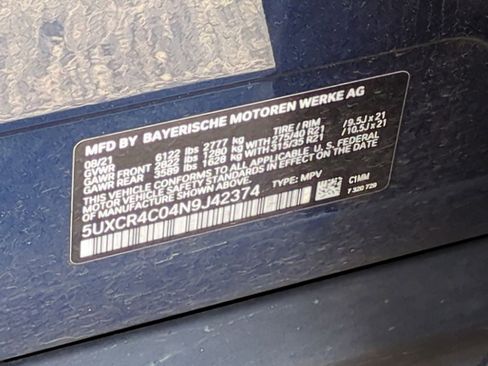 MFD BY BAYERISCHE MOTOREN WERKE AG
08/21 TIRE / RIM
GVWR 6122 lbs 2777 kg
GAWR FRONT 2822 lbs 1280 kg 275/40 R21 / 9.5J x 21
GAWR REAR 3589 lbs 1628 kg 315/35 R21 / 10.5J x 21
THIS VEHICLE CONFORMS TO ALL APPLICABLE U.S. FEDERAL
MOTOR VEHICLE SAFETY STANDARDS IN EFFECT ON THE DATE
OF MANUFACTURE SHOWN ABOVE.
5UXCR4C04N9J42374 TYPE: MPV
C1MM
7 320 729